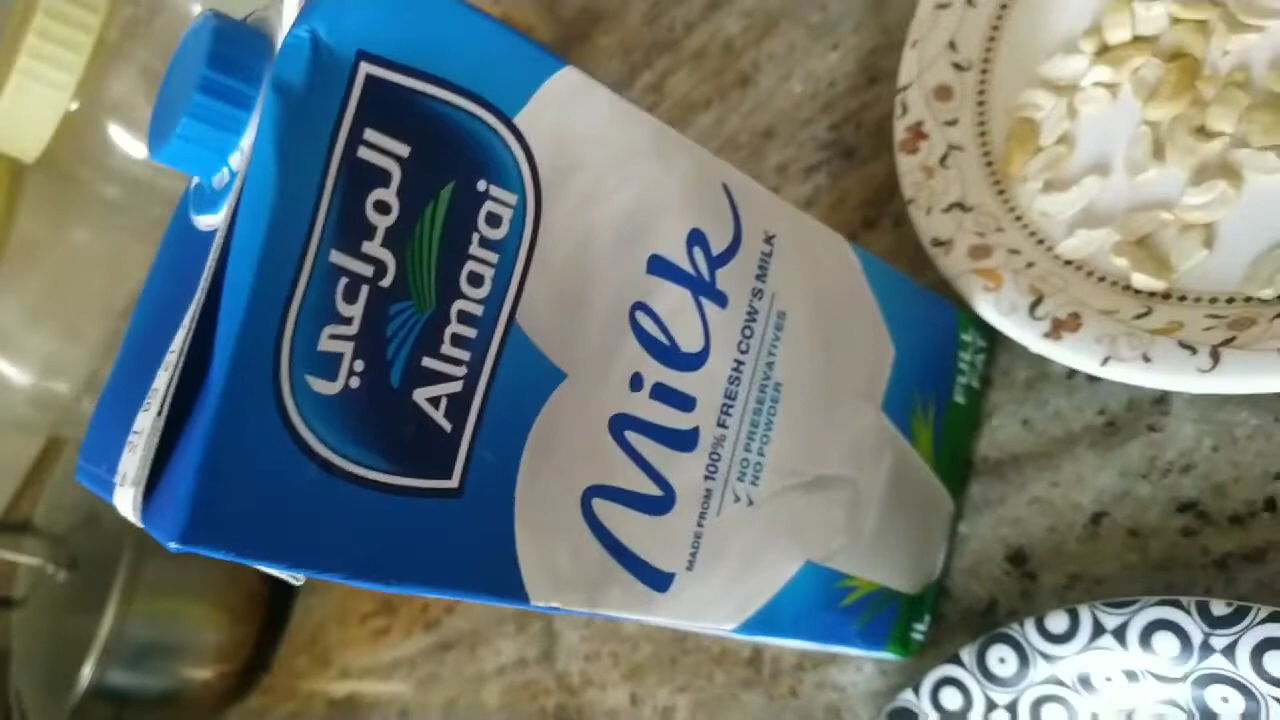 المراعي
Almarai
Milk
MADE FROM 100% FRESH COW'S MILK
✓ NO PRESERVATIVES
✓ NO POWDER
FULL
FAT
1L